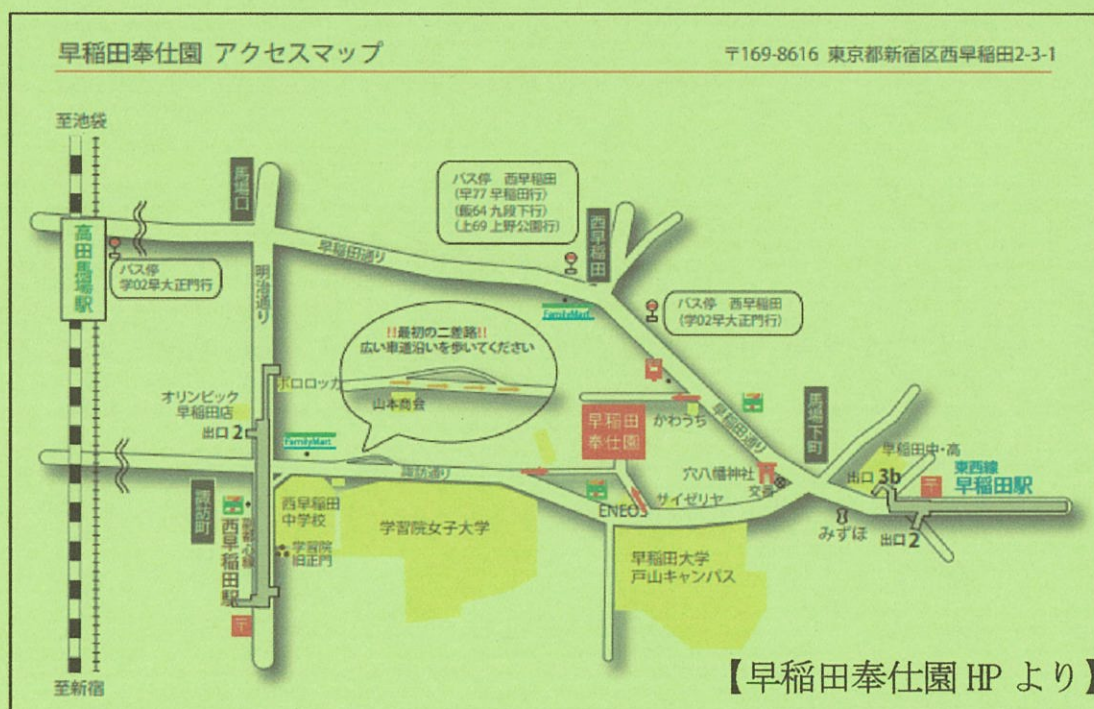 早稲田奉仕園 アクセスマップ
〒169-8616 東京都新宿区西早稲田2-3-1
至池袋
馬場口
バス停 西早稲田
(早77 早稲田行)
(飯64 九段下行)
(上69 上野公園行)
西早稲田
高田馬場駅
バス停
学02早大正門行
早稲田通り
明治通り
FamilyMart
バス停 西早稲田
(学02早大正門行)
!!最初の二差路!!
広い車道沿いを歩いてください
ポロロッカ
山本商会
オリンピック
早稲田店
出口2
FamilyMart
諏訪通り
早稲田
奉仕園
かわうち
早稲田通り
馬場下町
穴八幡神社
交番
早稲田中・高
出口3b
東西線
早稲田駅
〒
サイゼリヤ
ENEOS
みずほ
出口2
諏訪町
副都心線
西早稲田駅
西早稲田
中学校
学習院
旧正門
学習院女子大学
早稲田大学
戸山キャンパス
〒
至新宿
【早稲田奉仕園 HP より】